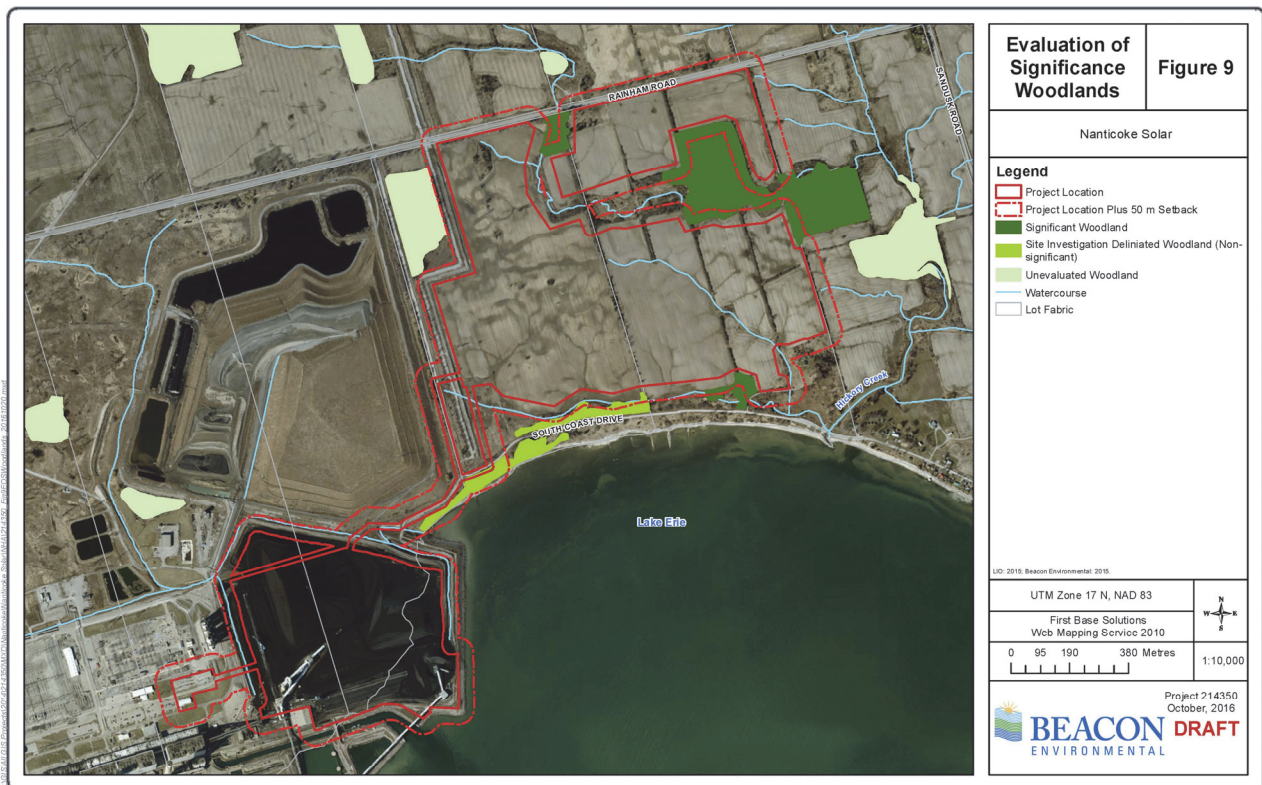 Evaluation of
Significance
Woodlands
Figure 9
Nanticoke Solar
Legend
Project Location
Project Location Plus 50 m Setback
Significant Woodland
Site Investigation Deliniated Woodland (Non-
significant)
Unevaluated Woodland
Watercourse
Lot Fabric
LIO: 2015; Beacon Environmental: 2015.
UTM Zone 17 N, NAD 83
First Base Solutions
Web Mapping Service 2010
0 95 190 380 Metres
1:10,000
N
W E
S
Project 214350
October, 2016
BEACON
ENVIRONMENTAL
DRAFT
RAINHAM ROAD
SANDUSK ROAD
Hickory Creek
SOUTH COAST DRIVE
Lake Erie